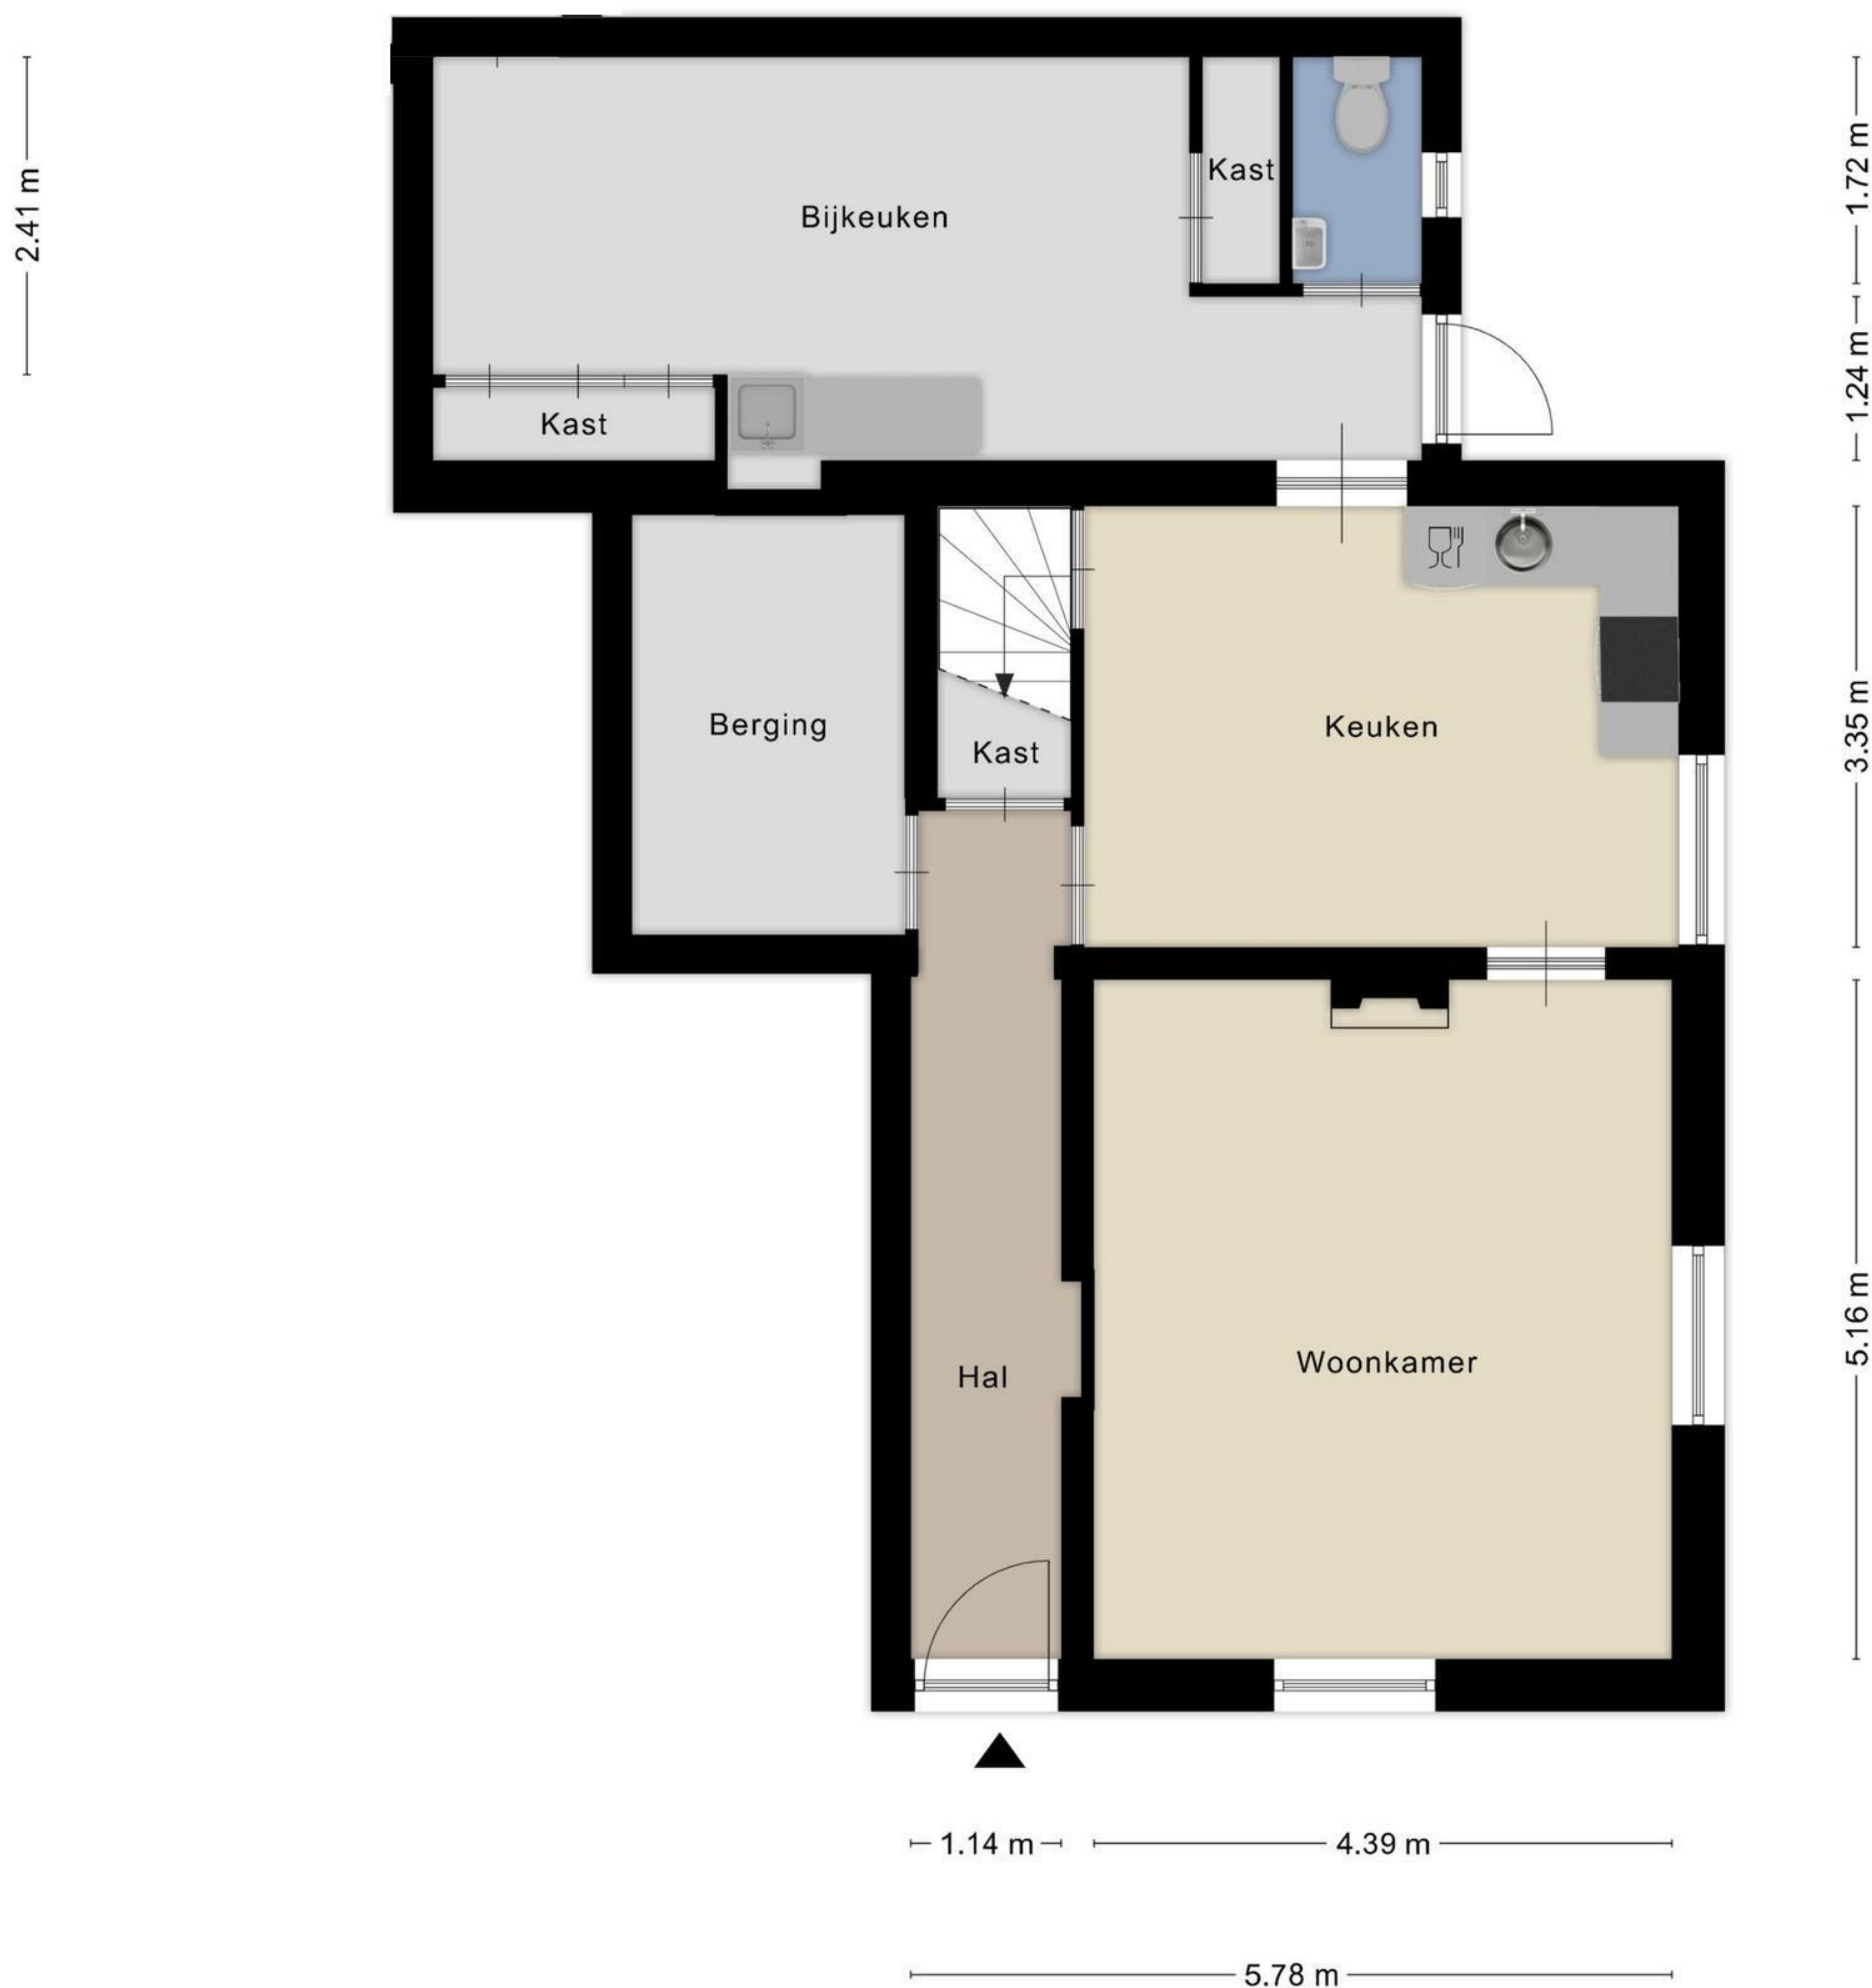 Kast
1.72 m
2.41 m
Bijkeuken
1.24 m
Kast
Berging
Keuken
Kast
3.35 m
Woonkamer
Hal
5.16 m
1.14 m
4.39 m
5.78 m